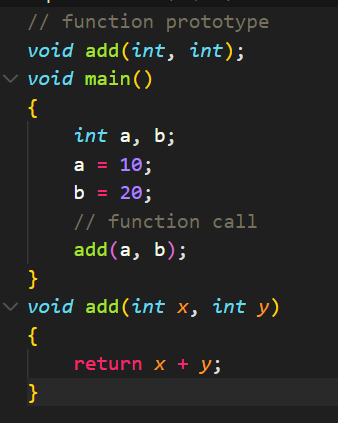 // function prototype
void add(int, int);
void main()
{
    int a, b;
    a = 10;
    b = 20;
    // function call
    add(a, b);
}
void add(int x, int y)
{
    return x + y;
}